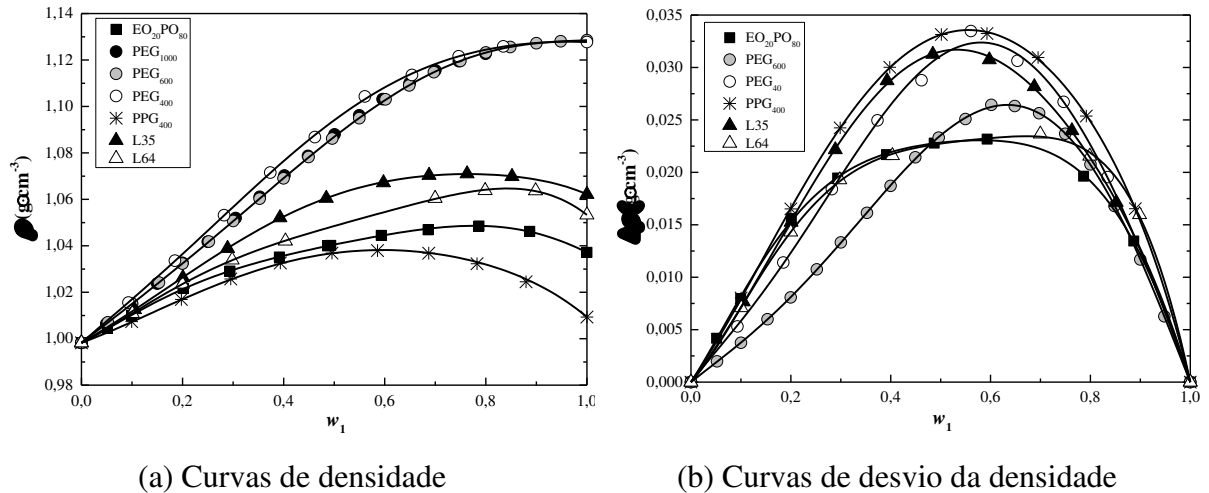 1,14
1,12
1,10
1,08
1,06
1,04
1,02
1,00
0,98
(g.cm-3)
EO20PO80
PEG1000
PEG600
PEG400
PPG400
L35
L64
0,0 0,2 0,4 0,6 0,8 1,0
w1
(a) Curvas de densidade
0,035
0,030
0,025
0,020
0,015
0,010
0,005
0,000
(g.cm-3)
EO20PO80
PEG600
PEG40
PPG400
L35
L64
0,0 0,2 0,4 0,6 0,8 1,0
w1
(b) Curvas de desvio da densidade